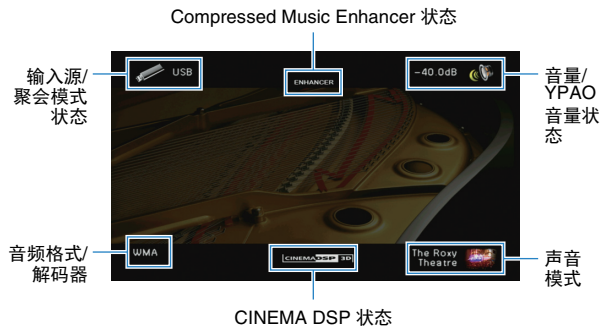 Compressed Music Enhancer 状态
输入源/
聚会模式
状态
USB
ENHANCER
-40.0dB
音量/
YPAO
音量状
态
音频格式/
解码器
WMA
CINEMA DSP 3D
The Roxy
Theatre
声音
模式
CINEMA DSP 状态